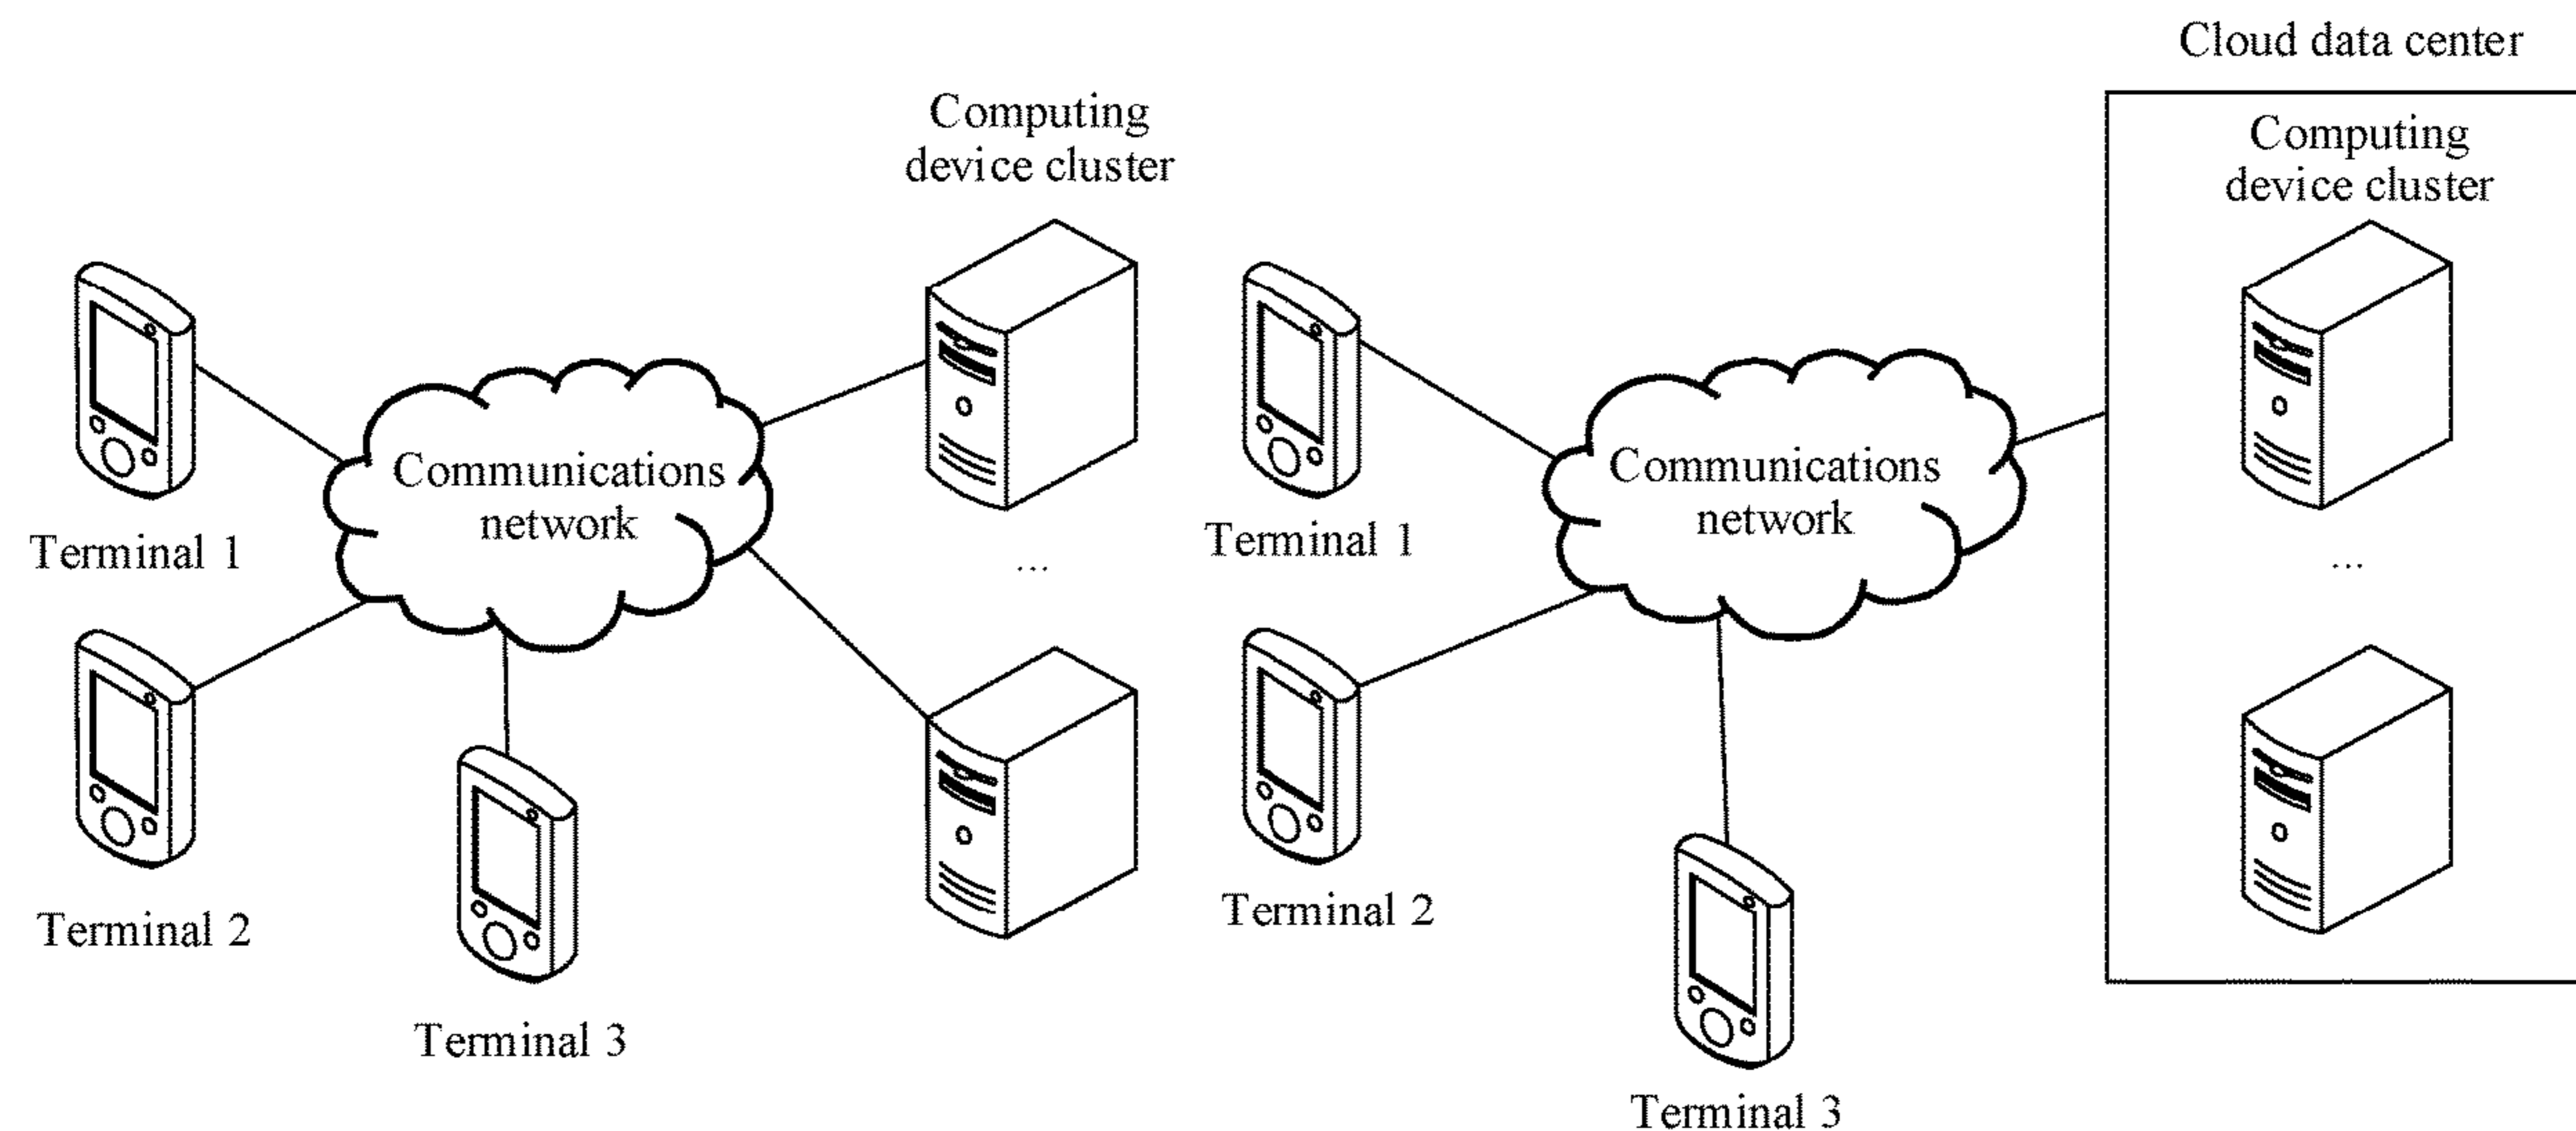 Computing
device cluster
Communications
network
...
Terminal 1
Terminal 2
Terminal 3
Cloud data center
Computing
device cluster
Communications
network
...
Terminal 1
Terminal 2
Terminal 3